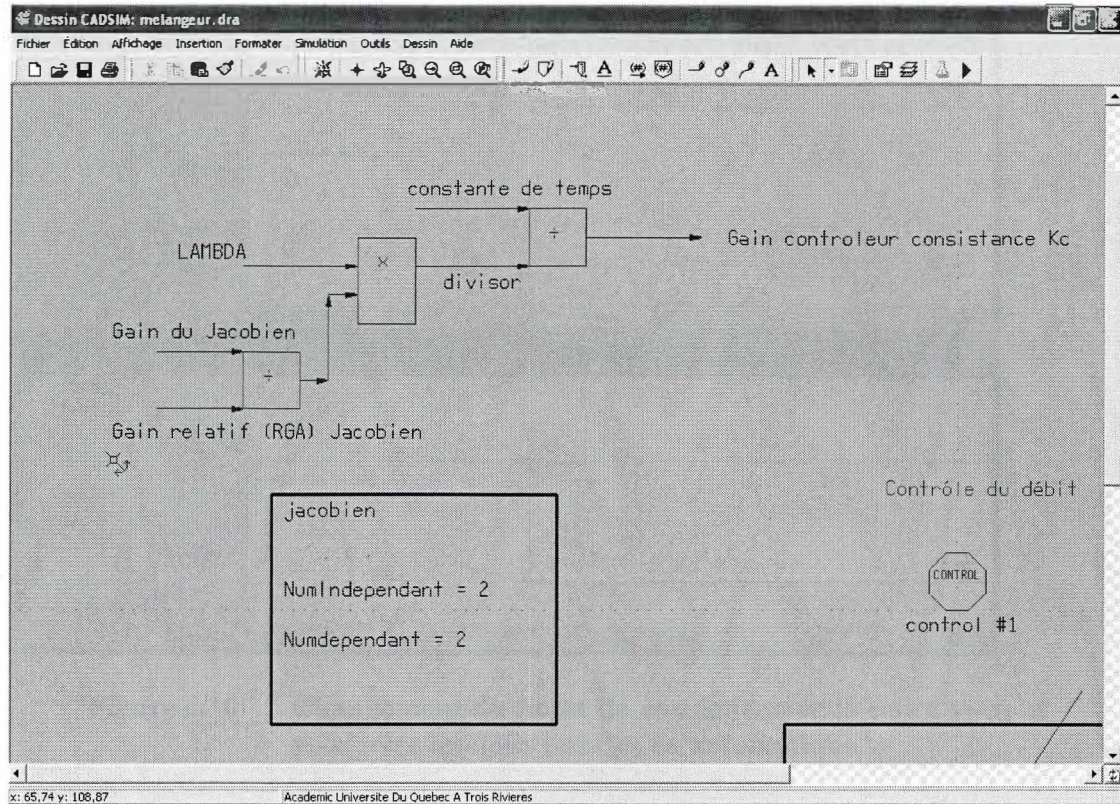 Dessin CADSIM: melangeur.dra
Fichier Édition Affichage Insertion Formater Simulation Outils Dessin Aide
constante de temps
÷
Gain controleur consistance Kc
LAMBDA
×
divisor
Gain du Jacobien
÷
Gain relatif (RGA) Jacobien
Contrôle du débit
jacobien
CONTROL
NumIndependant = 2
control #1
Numdependant = 2
x: 65,74 y: 108,87 Academic Universite Du Quebec A Trois Rivieres